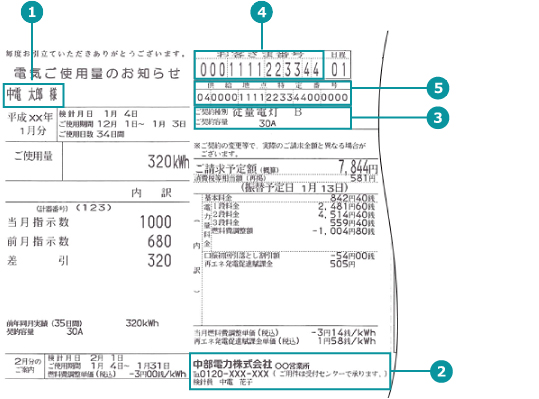 1
4
毎度お引立ていただきありがとうございます。
電気ご使用量のお知らせ
中電 太郎 様
平成××年
1月分
検針月日 1月 4日
ご使用期間 12月 1日~ 1月 3日
ご使用日数 34日間
ご使用量
320kWh
内 訳
(計器番号) (123)
当月指示数 1000
前月指示数 680
差 引 320
前年同月実績 (35日間) 320kWh
契約容量 30A
2月分の
ご案内
検針月日 2月 1日
ご使用期間 1月 4日~ 1月31日
燃料費調整単価(税込) -3円00銭/kWh
お客さま番号 日程
0001111223344 01
供給地点特定番号
0400001111223344000000
5
ご契約種別 従量電灯 B
ご契約容量 30A
3
※ご契約の変更等で、実際のご請求金額と異なる場合が
ございます。
ご請求予定額(概算) 7,844円
消費税等相当額(再掲) 581円
(振替予定日 1月13日)
電力量料金
基本料金 842円40銭
1段料金 2,481円60銭
2段料金 4,514円40銭
3段料金 559円40銭
燃料費調整額 -1,004円80銭
内訳
口座振替引落とし割引額 -54円00銭
再エネ発電促進賦課金 505円
当月燃料費調整単価(税込) -3円14銭/kWh
再エネ発電促進賦課金単価(税込) 1円58銭/kWh
中部電力株式会社 ○○営業所
℡0120-XXX-XXX (ご用件は受付センターで承ります。)
検針員 中電 花子
2